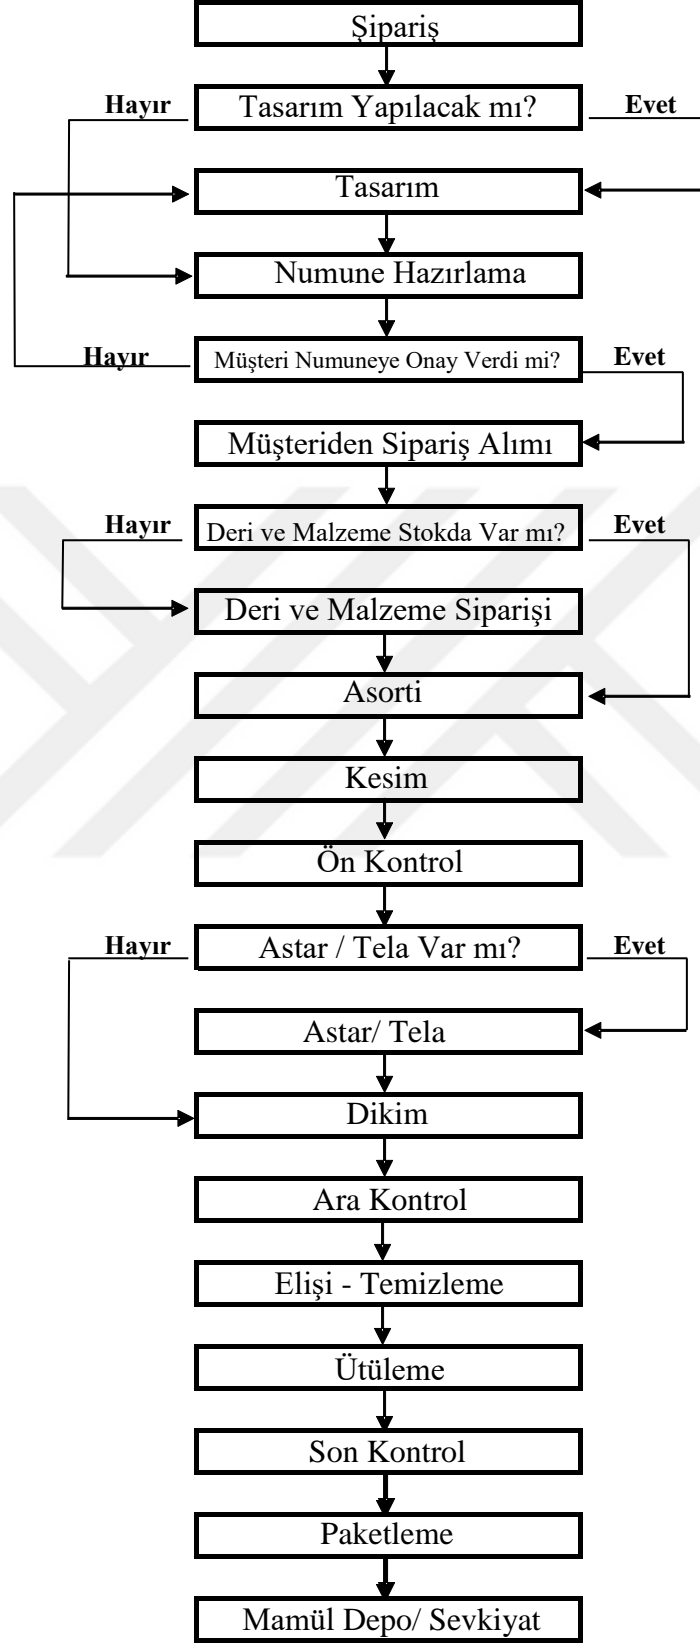 Şipariş
Hayır
Tasarım Yapılacak mı?
Evet
Tasarım
Numune Hazırlama
Hayır
Müşteri Numuneye Onay Verdi mi?
Evet
Müşteriden Sipariş Alımı
Hayır
Deri ve Malzeme Stokda Var mı?
Evet
Deri ve Malzeme Siparişi
Asorti
Kesim
Ön Kontrol
Hayır
Astar / Tela Var mı?
Evet
Astar/ Tela
Dikim
Ara Kontrol
Elişi - Temizleme
Ütüleme
Son Kontrol
Paketleme
Mamül Depo/ Sevkiyat